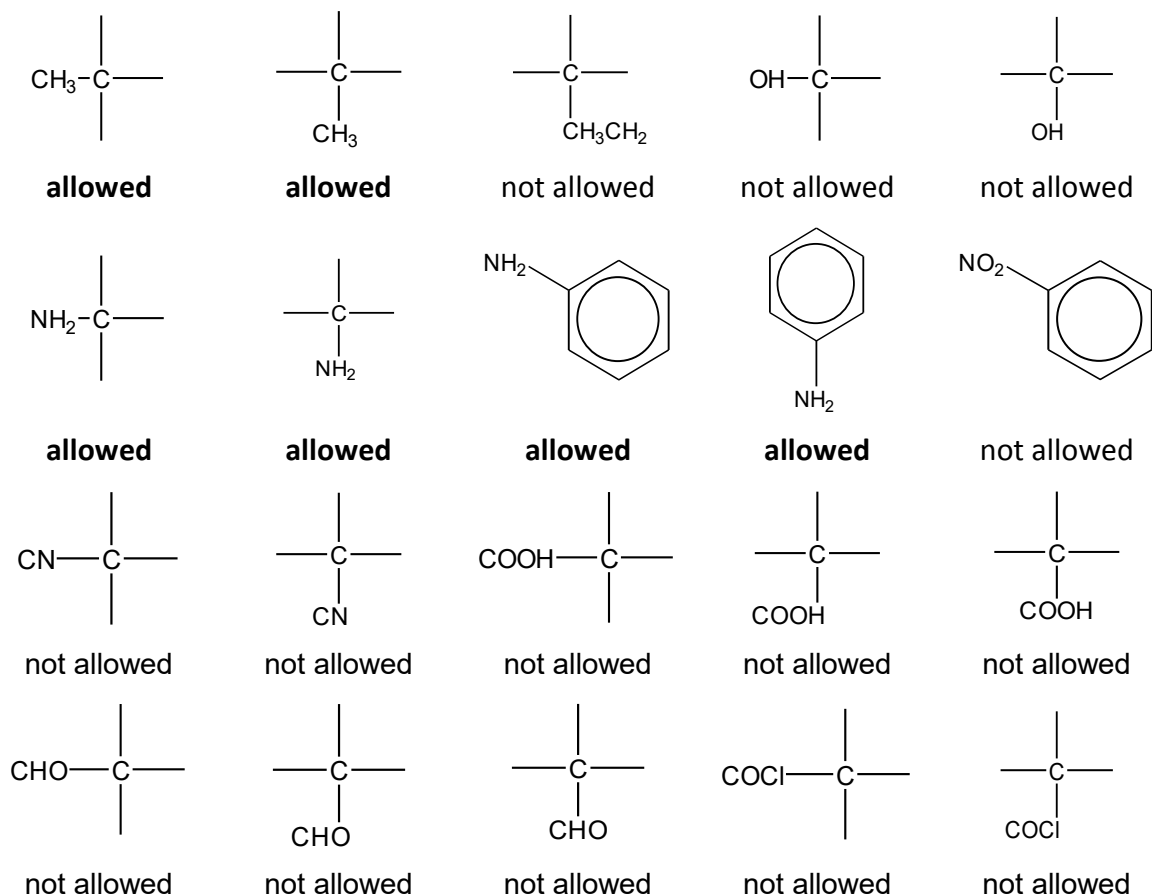 CH₃ C C C OH C C
CH₃ CH₃CH₂ OH
allowed allowed not allowed not allowed not allowed
NH₂ C C NH₂ NO₂
NH₂ NH₂
allowed allowed allowed allowed not allowed
CN C C COOH C C C
CN COOH COOH
not allowed not allowed not allowed not allowed not allowed
CHO C C C COCl C C
CHO CHO COCl
not allowed not allowed not allowed not allowed not allowed